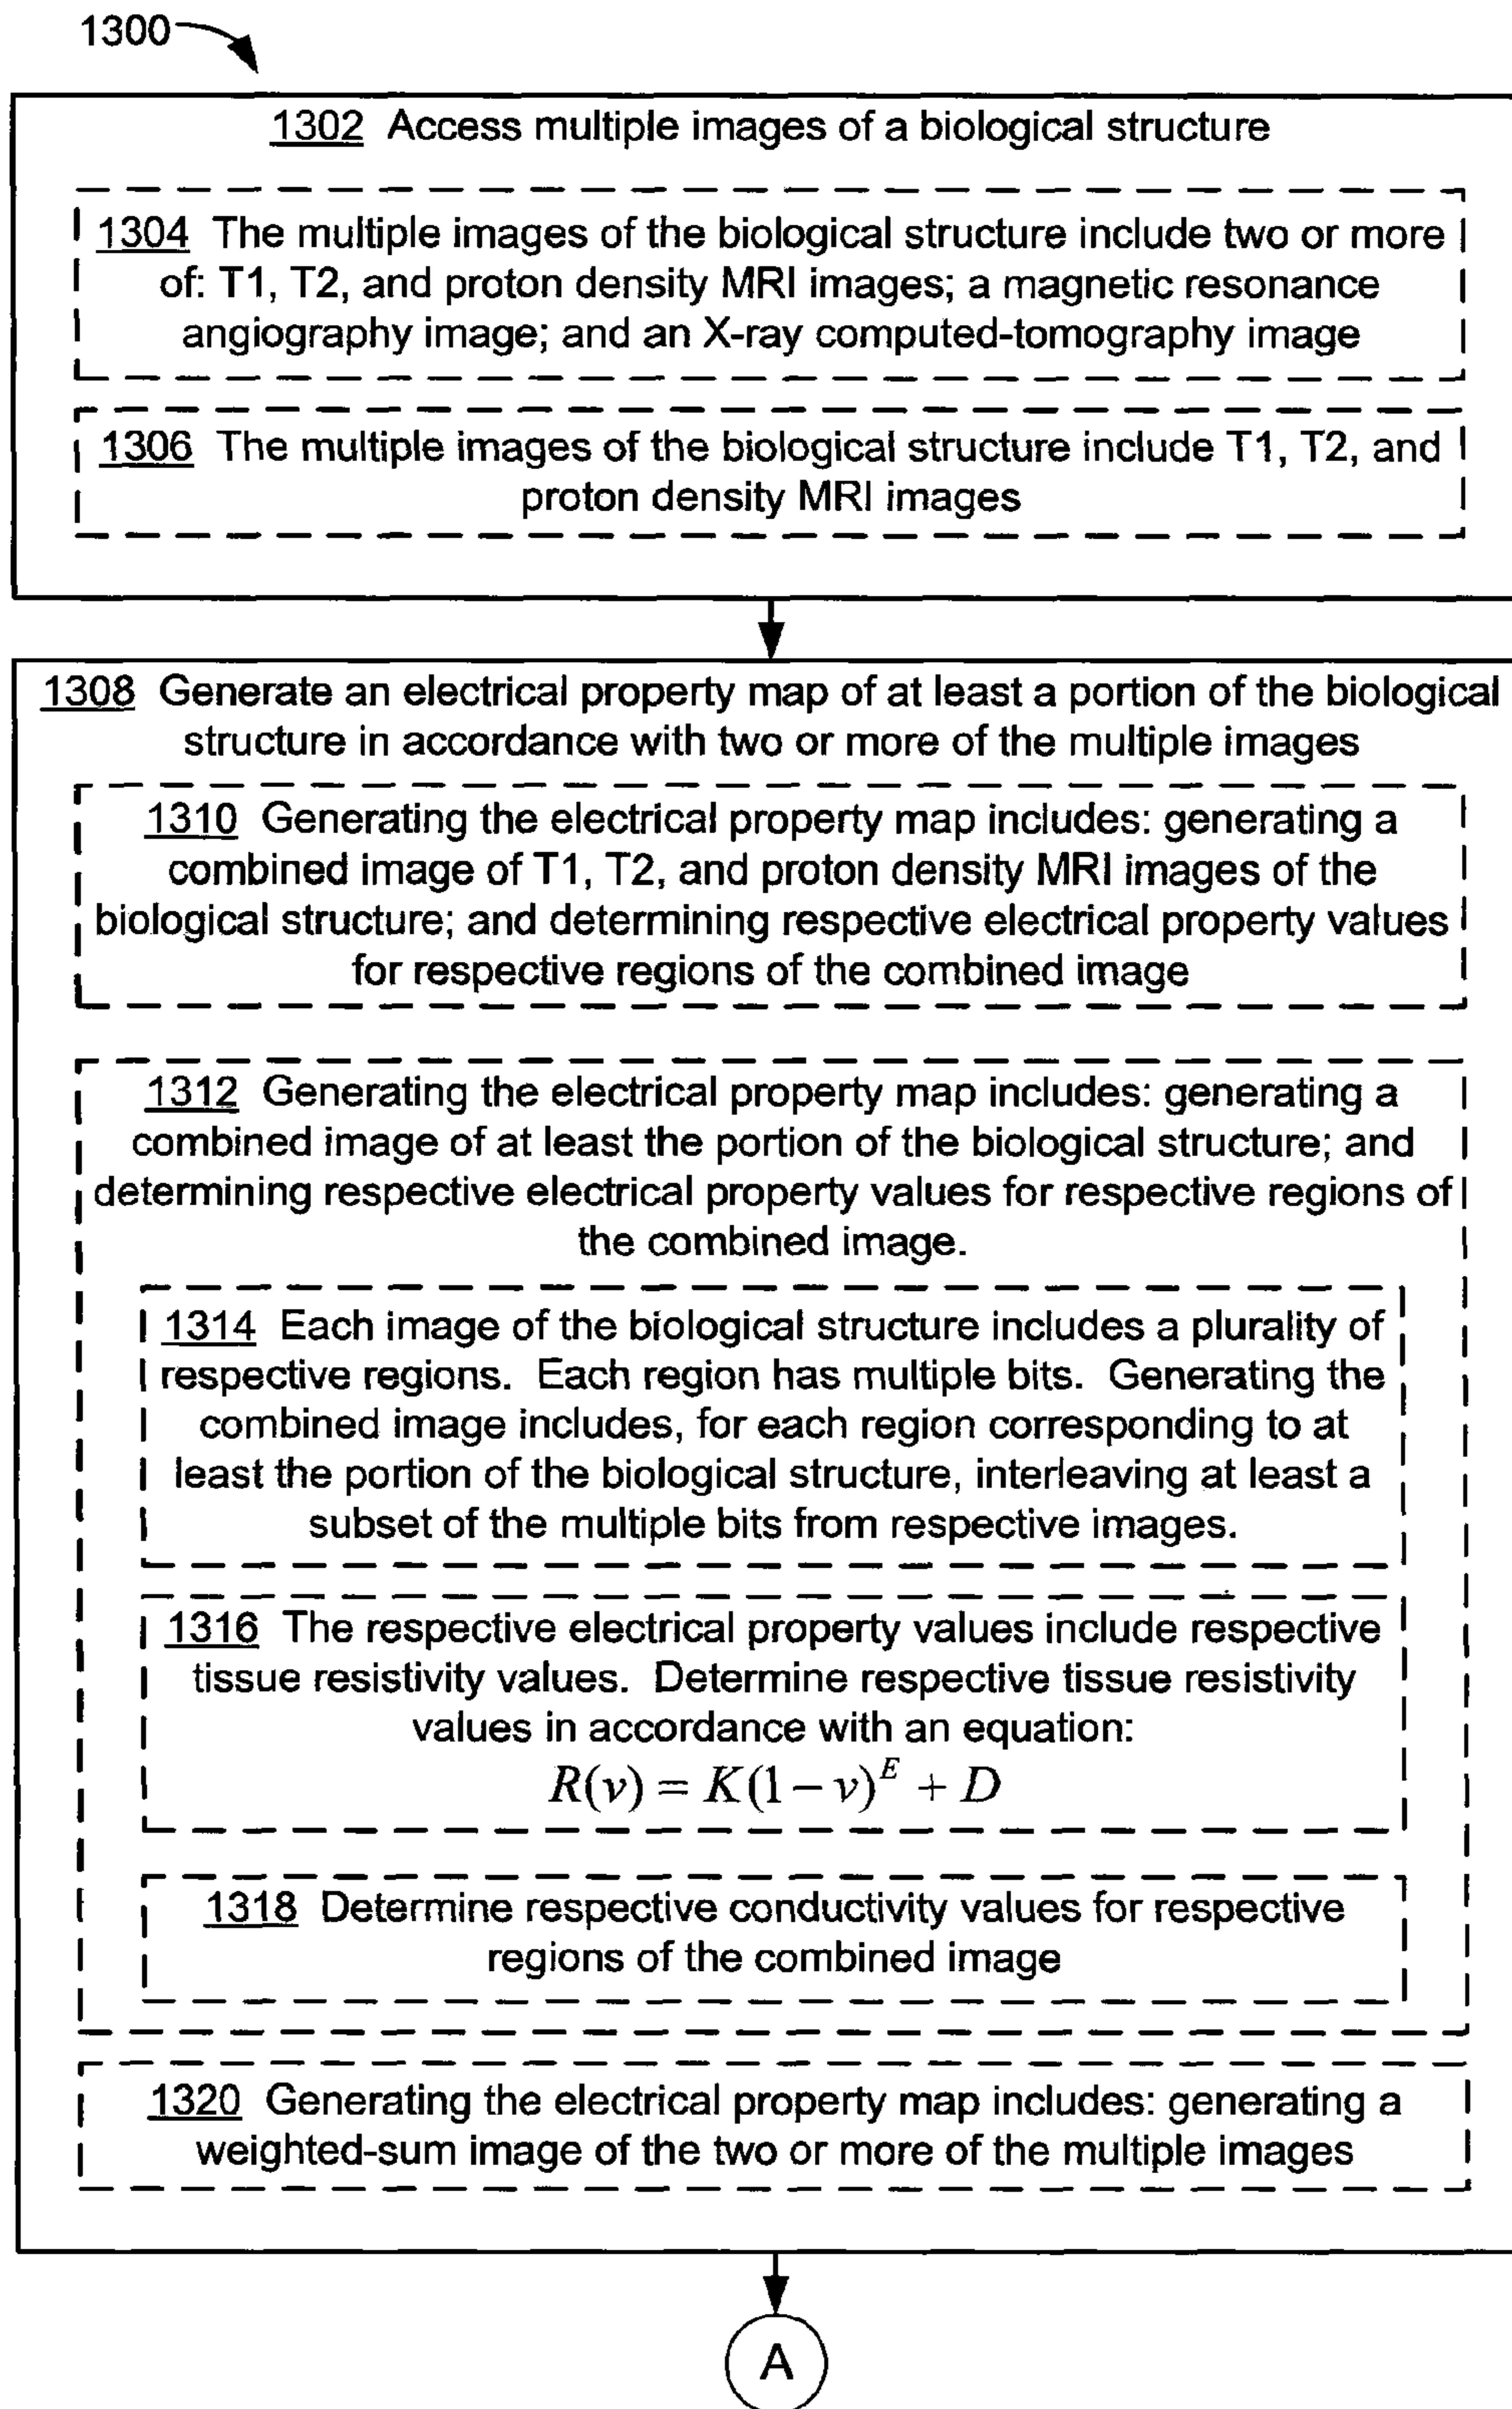 1300
1302 Access multiple images of a biological structure
1304 The multiple images of the biological structure include two or more
of: T1, T2, and proton density MRI images; a magnetic resonance
angiography image; and an X-ray computed-tomography image
1306 The multiple images of the biological structure include T1, T2, and
proton density MRI images
1308 Generate an electrical property map of at least a portion of the biological
structure in accordance with two or more of the multiple images
1310 Generating the electrical property map includes: generating a
combined image of T1, T2, and proton density MRI images of the
biological structure; and determining respective electrical property values
for respective regions of the combined image
1312 Generating the electrical property map includes: generating a
combined image of at least the portion of the biological structure; and
determining respective electrical property values for respective regions of
the combined image.
1314 Each image of the biological structure includes a plurality of
respective regions. Each region has multiple bits. Generating the
combined image includes, for each region corresponding to at
least the portion of the biological structure, interleaving at least a
subset of the multiple bits from respective images.
1316 The respective electrical property values include respective
tissue resistivity values. Determine respective tissue resistivity
values in accordance with an equation:
R(v) = K(1 – v)^E + D
1318 Determine respective conductivity values for respective
regions of the combined image
1320 Generating the electrical property map includes: generating a
weighted-sum image of the two or more of the multiple images
A